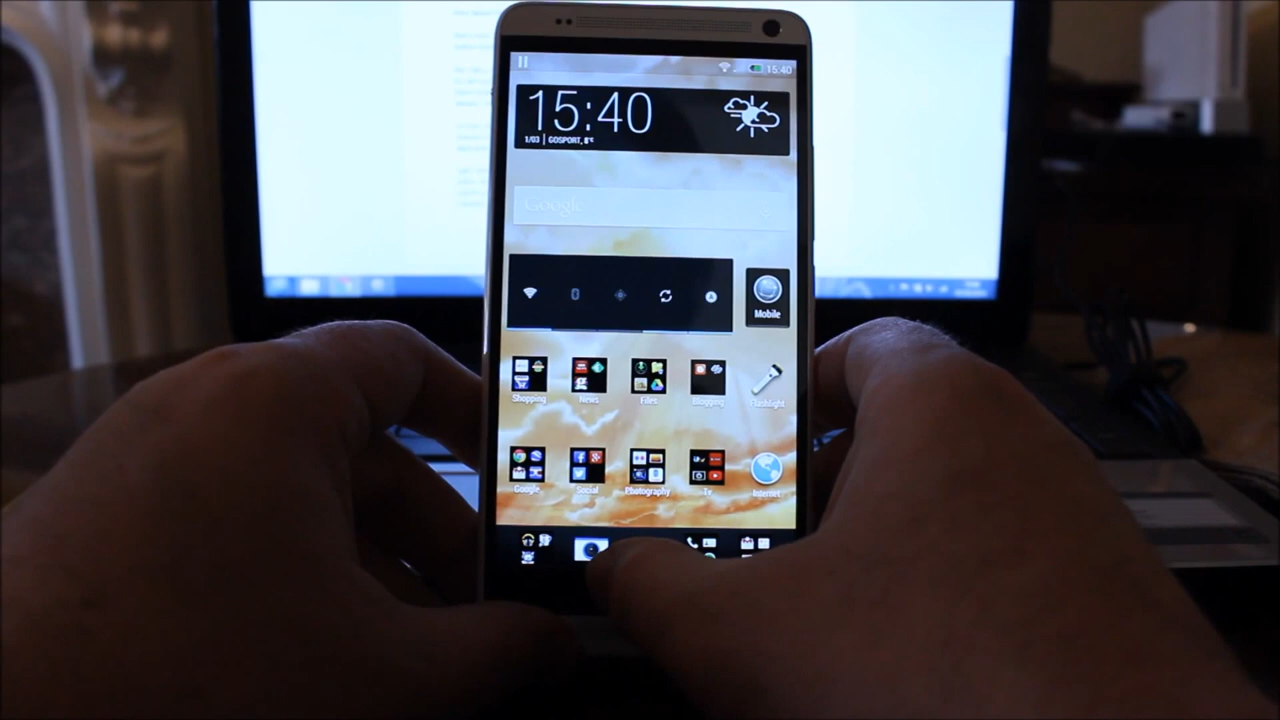 15:40
15:40
1/03 | GOSPORT, 8°C
Google
Mobile
Shopping
News
Files
Blogging
Flashlight
Google
Social
Photography
Tv
Internet